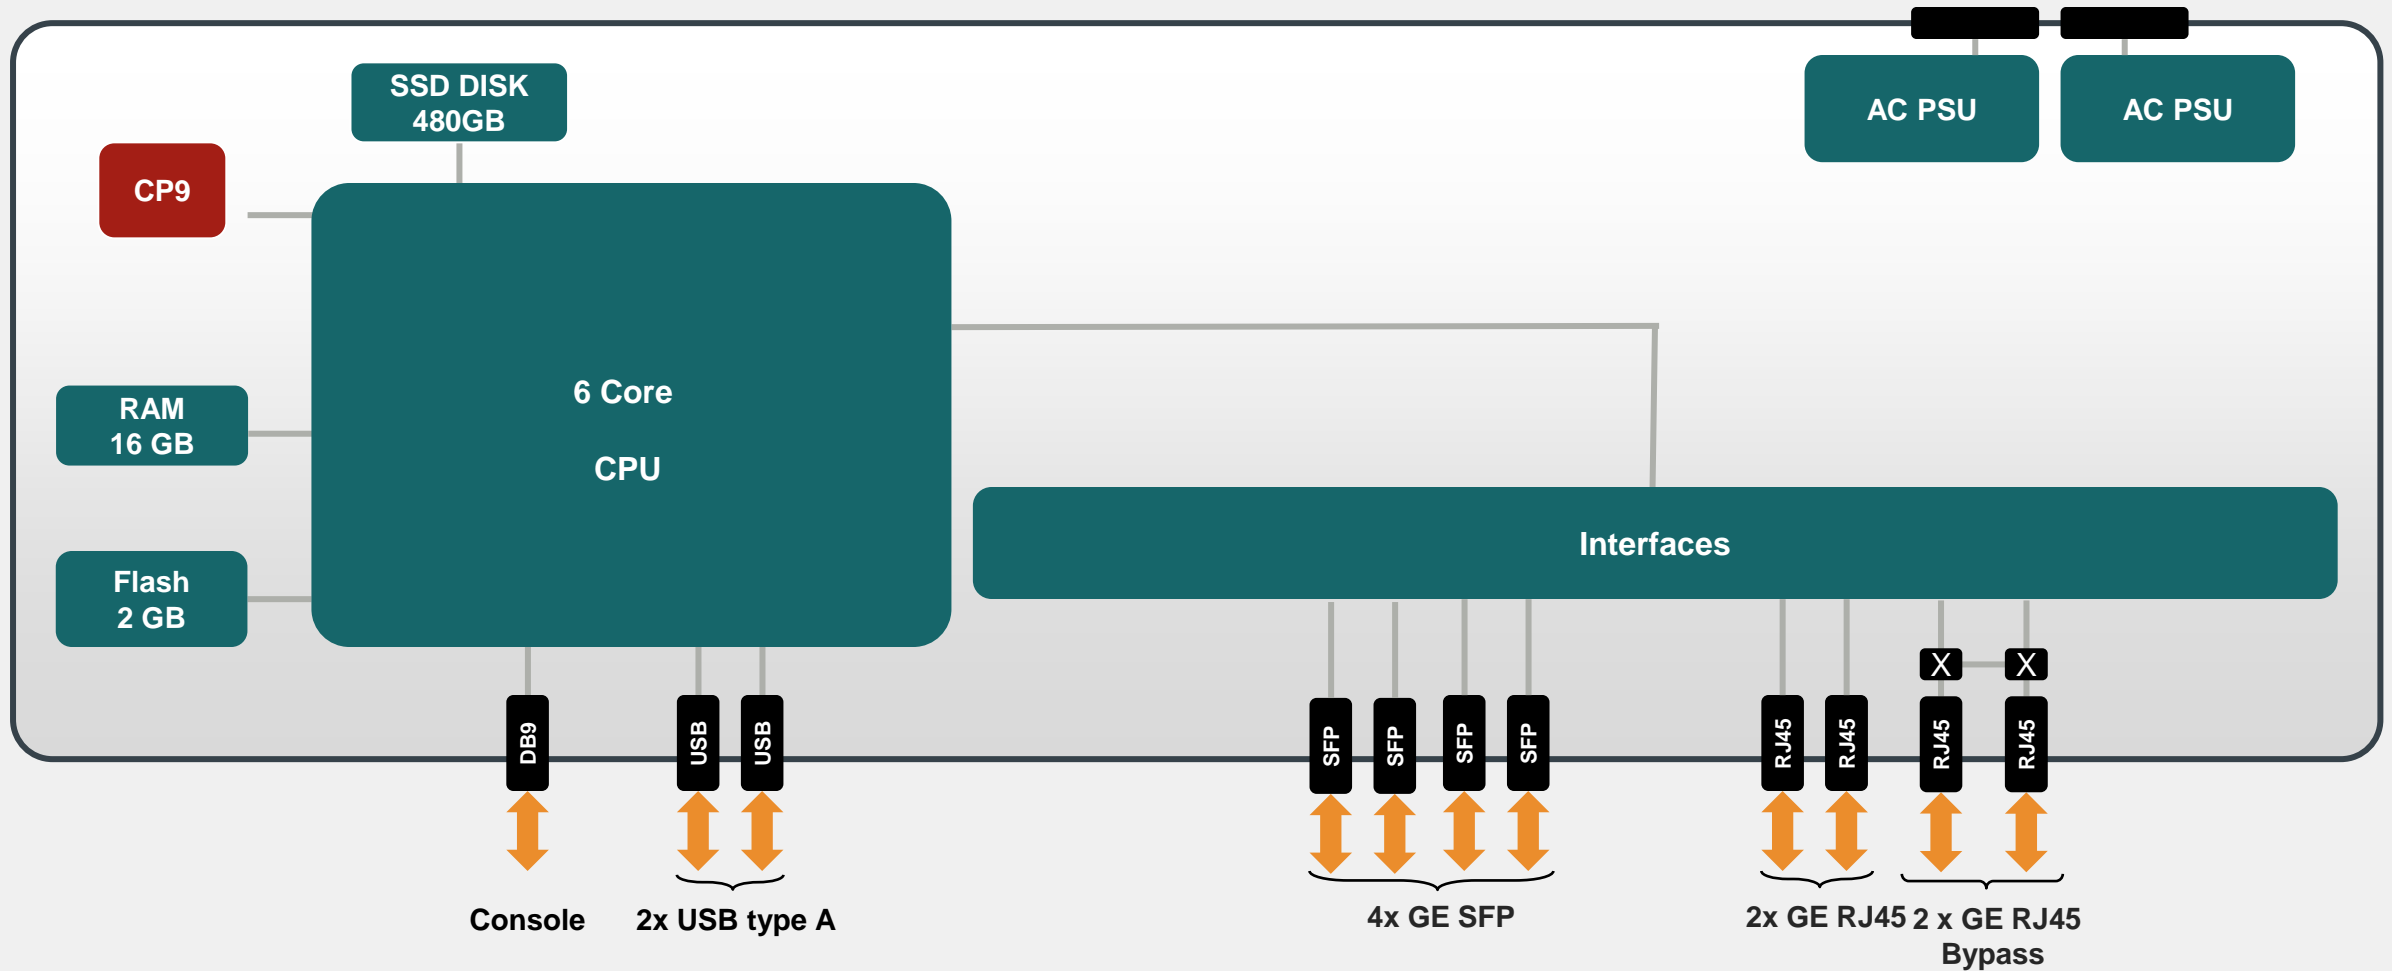 SSD DISK
480GB
AC PSU
AC PSU
CP9
6 Core
CPU
RAM
16 GB
Flash
2 GB
Interfaces
X
X
DB9
USB
USB
SFP
SFP
SFP
SFP
RJ45
RJ45
RJ45
RJ45
Console
2x USB type A
4x GE SFP
2x GE RJ45
2 x GE RJ45
Bypass